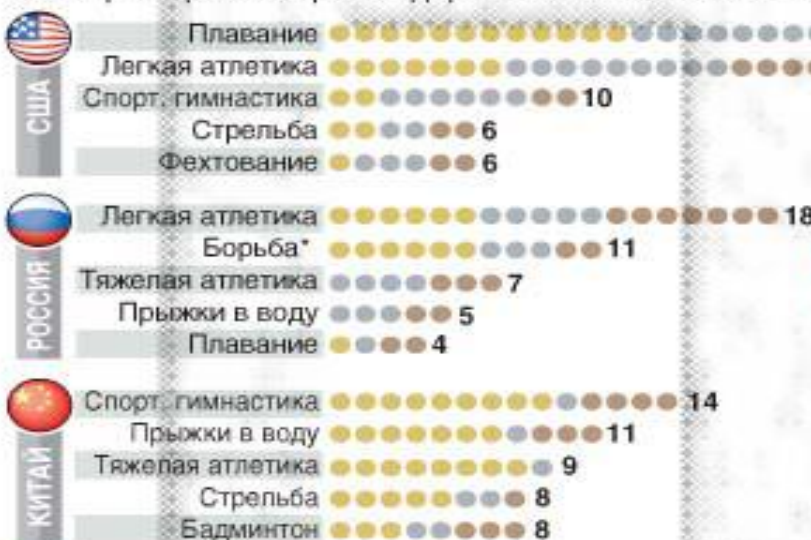 США
Плавание
Легкая атлетика
Спорт. гимнастика 10
Стрельба 6
Фехтование 6
РОССИЯ
Легкая атлетика 18
Борьба* 11
Тяжелая атлетика 7
Прыжки в воду 5
Плавание 4
КИТАЙ
Спорт. гимнастика 14
Прыжки в воду 11
Тяжелая атлетика 9
Стрельба 8
Бадминтон 8